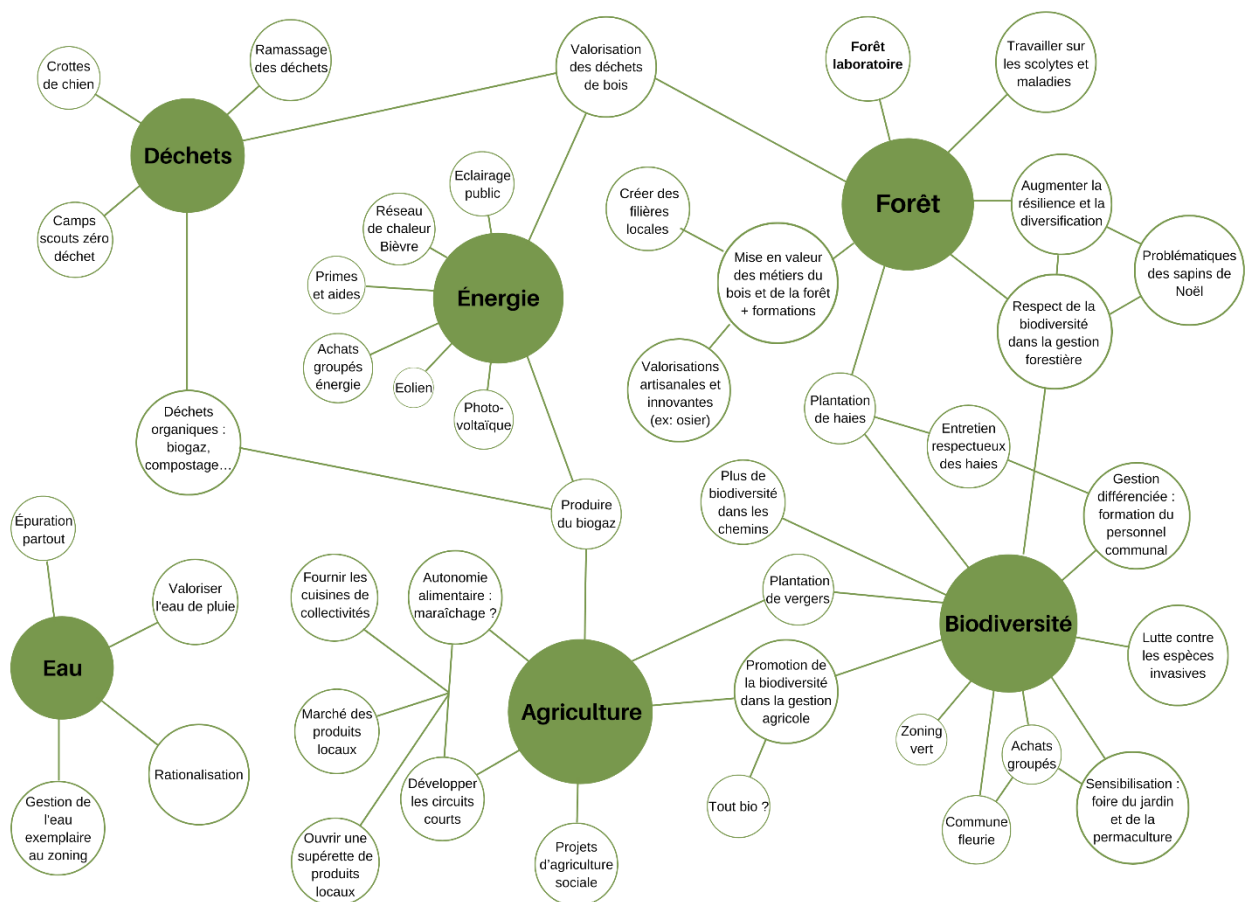 Crottes
de chien
Ramassage
des déchets
Déchets
Camps
scouts zéro
déchet
Déchets
organiques :
biogaz,
compostage…
Valorisation
des déchets
de bois
Eclairage
public
Réseau
de chaleur
Bièvre
Primes
et aides
Énergie
Achats
groupés
énergie
Eolien
Photo-
voltaïque
Produire
du biogaz
Forêt
laboratoire
Travailler sur
les scolytes et
maladies
Forêt
Augmenter la
résilience et la
diversification
Problématiques
des sapins de
Noël
Respect de la
biodiversité
dans la gestion
forestière
Créer des
filières
locales
Mise en valeur
des métiers du
bois et de la forêt
+ formations
Valorisations
artisanales et
innovantes
(ex: osier)
Plantation
de haies
Entretien
respectueux
des haies
Gestion
différenciée :
formation du
personnel
communal
Plus de
biodiversité
dans les
chemins
Plantation
de vergers
Biodiversité
Lutte contre
les espèces
invasives
Promotion de
la biodiversité
dans la gestion
agricole
Tout bio ?
Zoning
vert
Achats
groupés
Commune
fleurie
Sensibilisation :
foire du jardin
et de la
permaculture
Épuration
partout
Valoriser
l'eau de pluie
Eau
Rationalisation
Gestion de
l'eau
exemplaire
au zoning
Fournir les
cuisines de
collectivités
Autonomie
alimentaire :
maraîchage ?
Agriculture
Marché des
produits
locaux
Développer
les circuits
courts
Ouvrir une
supérette de
produits
locaux
Projets
d'agriculture
sociale